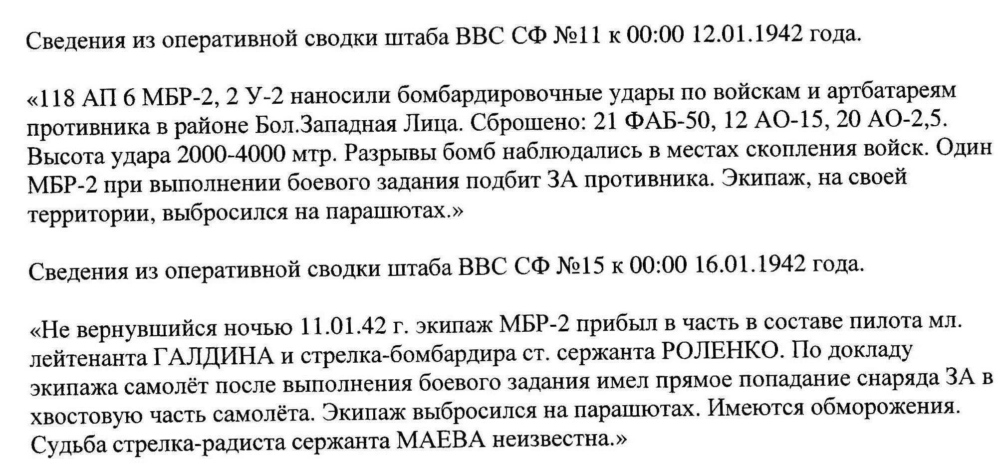 Сведения из оперативной сводки штаба ВВС СФ №11 к 00:00 12.01.1942 года.
«118 АП 6 МБР-2, 2 У-2 наносили бомбардировочные удары по войскам и артбатареям
противника в районе Бол.Западная Лица. Сброшено: 21 ФАБ-50, 12 АО-15, 20 АО-2,5.
Высота удара 2000-4000 мтр. Разрывы бомб наблюдались в местах скопления войск. Один
МБР-2 при выполнении боевого задания подбит ЗА противника. Экипаж, на своей
территории, выбросился на парашютах.»
Сведения из оперативной сводки штаба ВВС СФ №15 к 00:00 16.01.1942 года.
«Не вернувшийся ночью 11.01.42 г. экипаж МБР-2 прибыл в часть в составе пилота мл.
лейтенанта ГАЛДИНА и стрелка-бомбардира ст. сержанта РОЛЕНКО. По докладу
экипажа самолёт после выполнения боевого задания имел прямое попадание снаряда ЗА в
хвостовую часть самолёта. Экипаж выбросился на парашютах. Имеются обморожения.
Судьба стрелка-радиста сержанта МАЕВА неизвестна.»